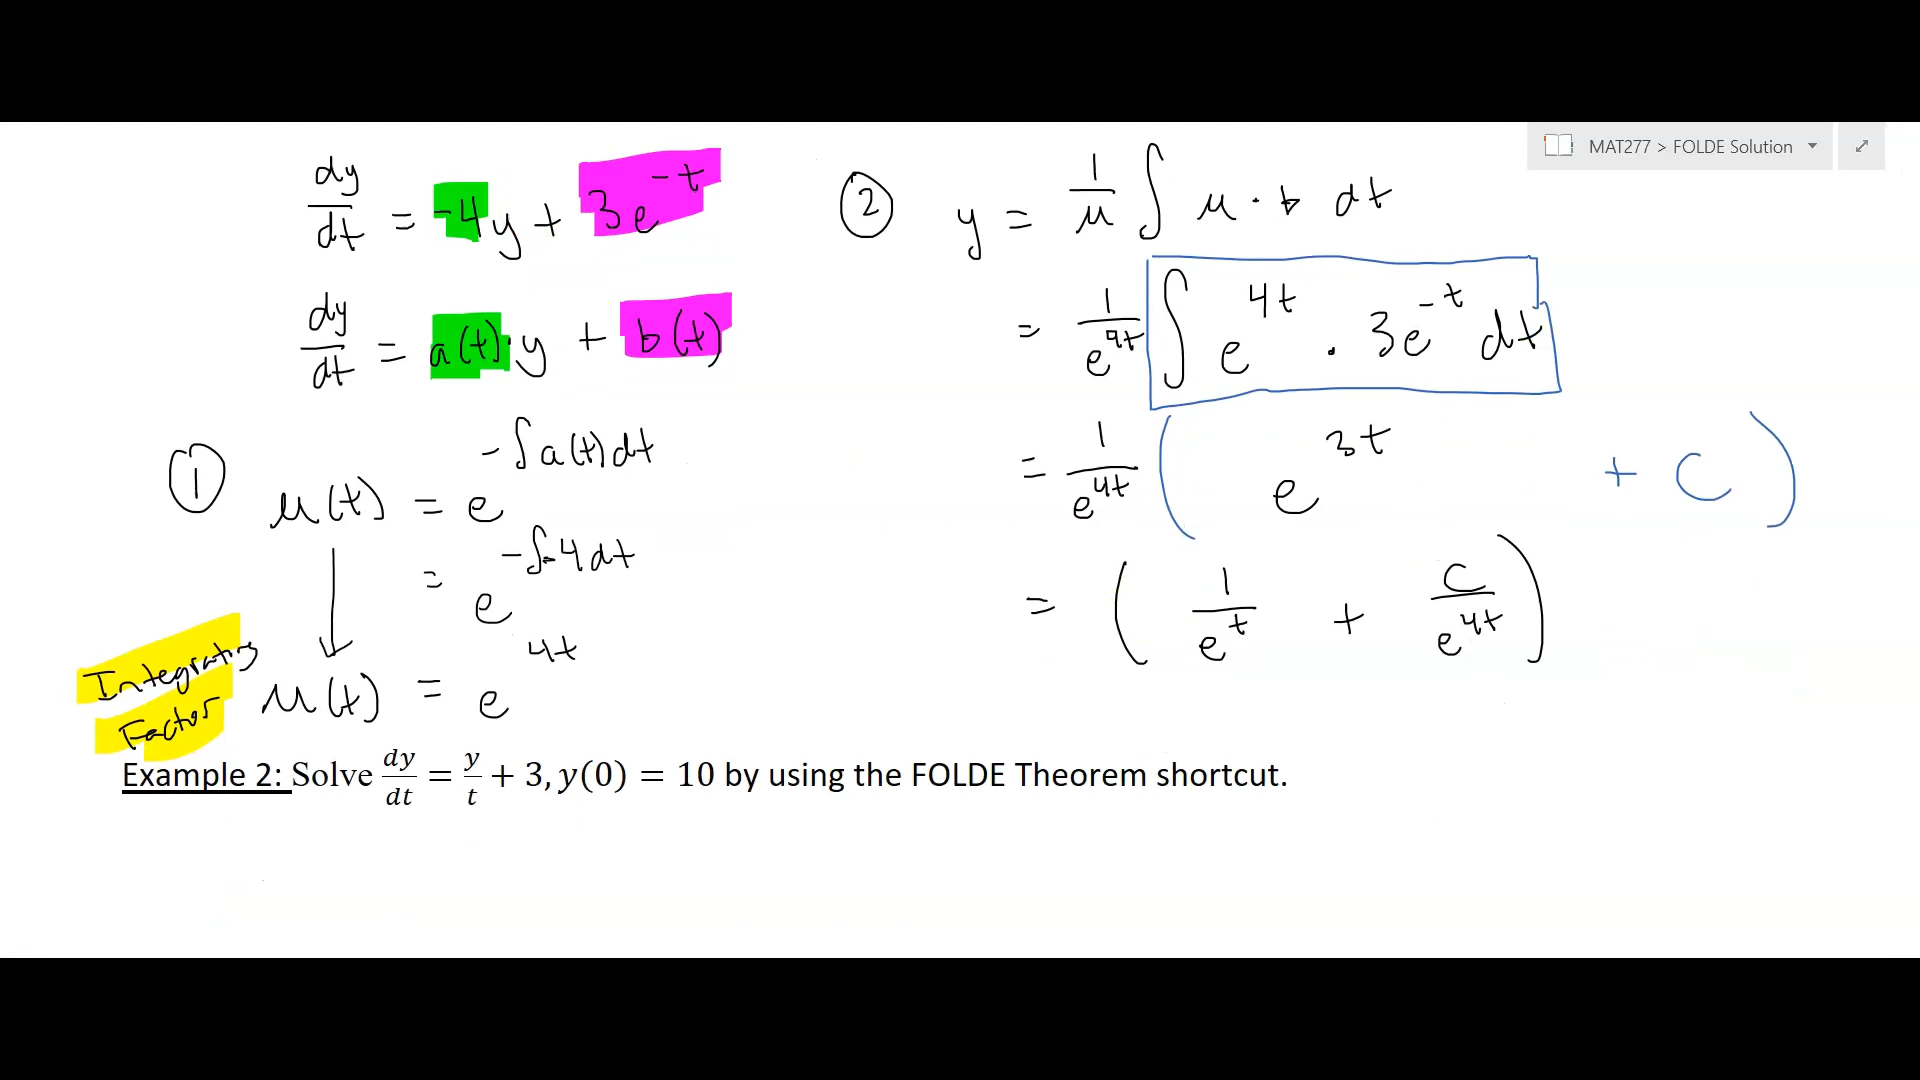 MAT277 > FOLDE Solution
dy/dt = -4y + 3e^{-t}
dy/dt = a(t)·y + b(t)
① μ(t) = e^{-∫a(t)dt}
= e^{-∫-4dt}
Integrating Factor
μ(t) = e^{4t}
② y = 1/μ ∫ μ · b dt
= 1/e^{4t} ∫ e^{4t} · 3e^{-t} dt
= 1/e^{4t} ( e^{3t} + C )
= ( 1/e^t + C/e^{4t} )
Example 2: Solve dy/dt = y/t + 3, y(0) = 10 by using the FOLDE Theorem shortcut.